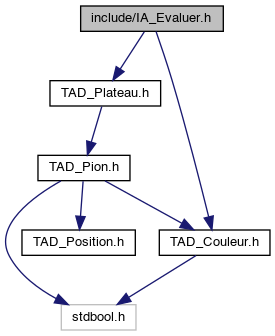 include/IA_Evaluer.h
TAD_Plateau.h
TAD_Pion.h
TAD_Position.h
TAD_Couleur.h
stdbool.h